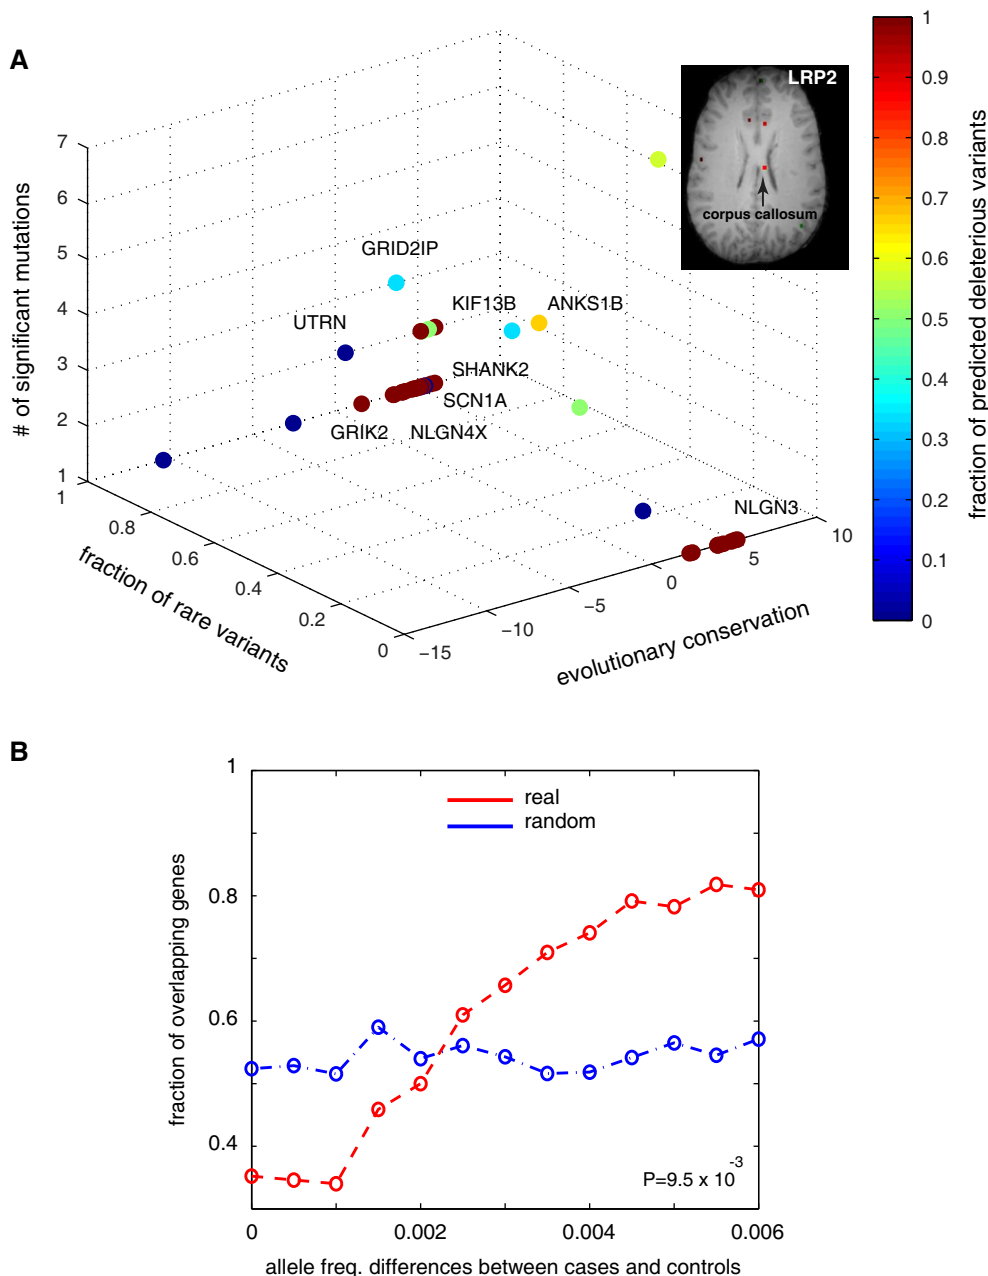 A
LRP2
corpus callosum
7
6
5
4
3
2
1
# of significant mutations
1
0.8
0.6
0.4
0.2
0
fraction of rare variants
−15
−10
−5
0
5
10
evolutionary conservation
GRID2IP
UTRN
KIF13B
ANKS1B
SHANK2
SCN1A
GRIK2
NLGN4X
NLGN3
1
0.9
0.8
0.7
0.6
0.5
0.4
0.3
0.2
0.1
0
fraction of predicted deleterious variants
B
1
0.8
0.6
0.4
fraction of overlapping genes
real
random
P=9.5 x 10-3
0
0.002
0.004
0.006
allele freq. differences between cases and controls